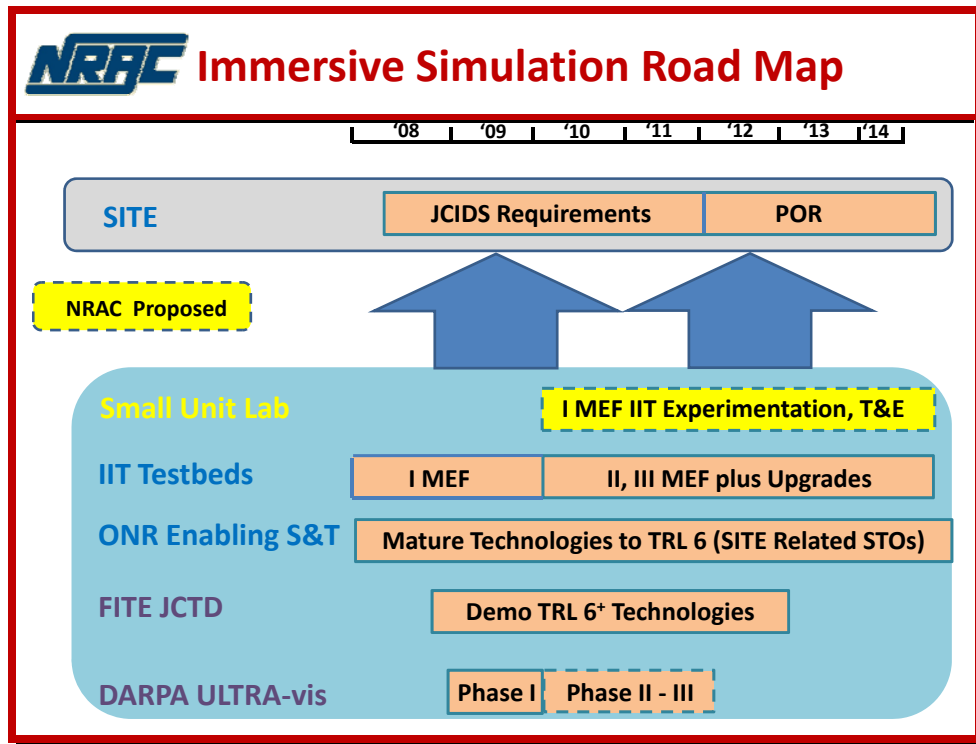 NRAC Immersive Simulation Road Map
‘08 ‘09 ‘10 ‘11 ‘12 ‘13 ‘14
SITE JCIDS Requirements POR
NRAC Proposed
Small Unit Lab I MEF IIT Experimentation, T&E
IIT Testbeds I MEF II, III MEF plus Upgrades
ONR Enabling S&T Mature Technologies to TRL 6 (SITE Related STOs)
FITE JCTD Demo TRL 6⁺ Technologies
DARPA ULTRA-vis Phase I Phase II - III